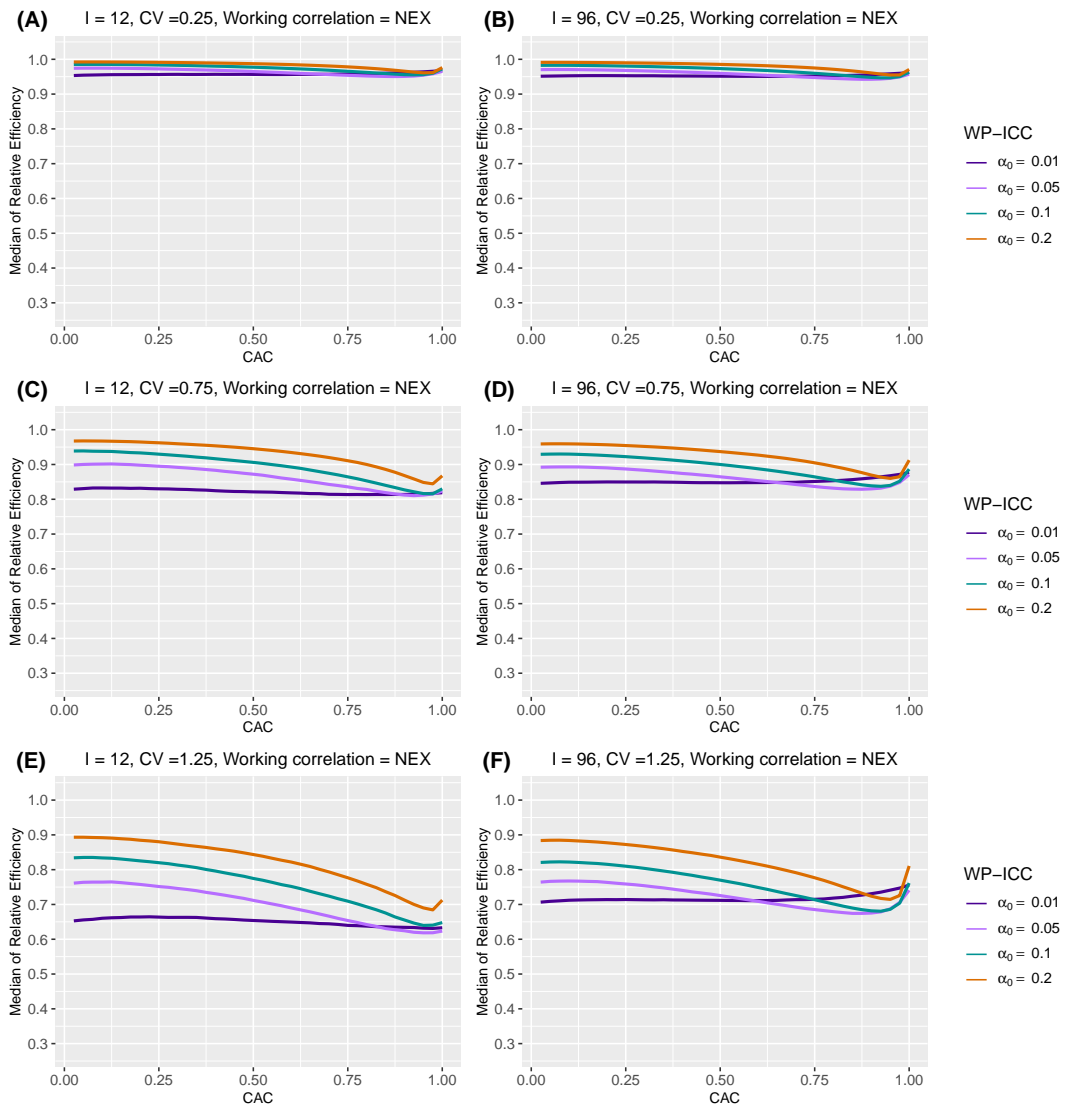 (A) I = 12, CV =0.25, Working correlation = NEX
Median of Relative Efficiency
1.0
0.9
0.8
0.7
0.6
0.5
0.4
0.3
0.00 0.25 0.50 0.75 1.00
CAC
(B) I = 96, CV =0.25, Working correlation = NEX
Median of Relative Efficiency
1.0
0.9
0.8
0.7
0.6
0.5
0.4
0.3
0.00 0.25 0.50 0.75 1.00
CAC
WP−ICC
α₀ = 0.01
α₀ = 0.05
α₀ = 0.1
α₀ = 0.2
(C) I = 12, CV =0.75, Working correlation = NEX
Median of Relative Efficiency
1.0
0.9
0.8
0.7
0.6
0.5
0.4
0.3
0.00 0.25 0.50 0.75 1.00
CAC
(D) I = 96, CV =0.75, Working correlation = NEX
Median of Relative Efficiency
1.0
0.9
0.8
0.7
0.6
0.5
0.4
0.3
0.00 0.25 0.50 0.75 1.00
CAC
WP−ICC
α₀ = 0.01
α₀ = 0.05
α₀ = 0.1
α₀ = 0.2
(E) I = 12, CV =1.25, Working correlation = NEX
Median of Relative Efficiency
1.0
0.9
0.8
0.7
0.6
0.5
0.4
0.3
0.00 0.25 0.50 0.75 1.00
CAC
(F) I = 96, CV =1.25, Working correlation = NEX
Median of Relative Efficiency
1.0
0.9
0.8
0.7
0.6
0.5
0.4
0.3
0.00 0.25 0.50 0.75 1.00
CAC
WP−ICC
α₀ = 0.01
α₀ = 0.05
α₀ = 0.1
α₀ = 0.2